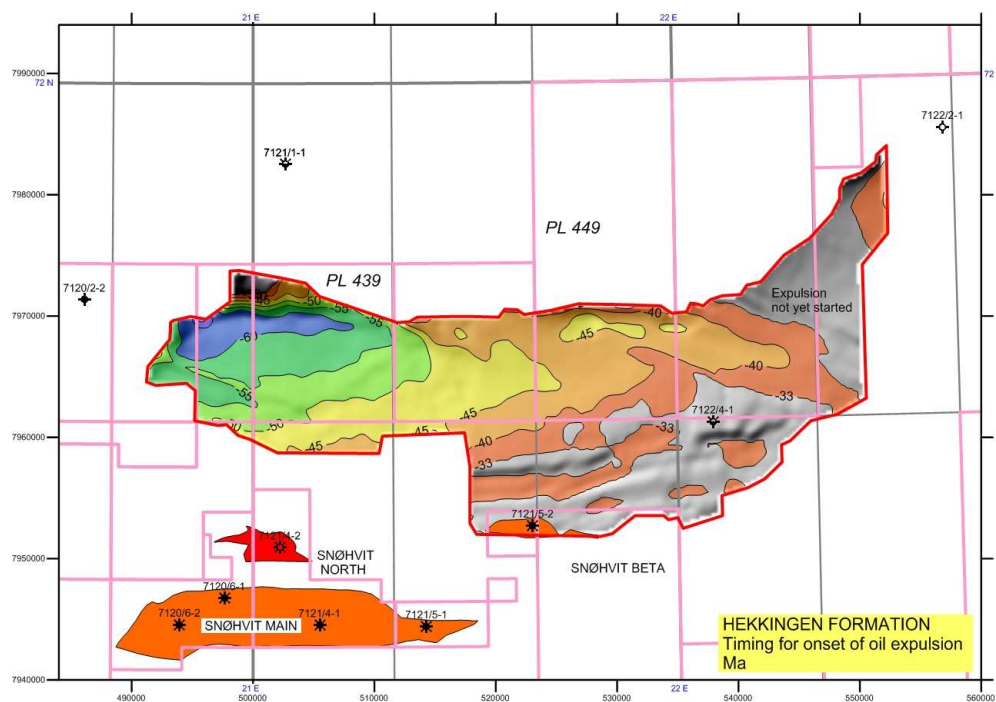 21 E
22 E
7990000
72 N
72
7122/2-1
7121/1-1
7980000
PL 449
PL 439
7120/2-2
-50
-55
-55
Expulsion
not yet started
7970000
-40
-45
-60
-40
-33
-55
7122/4-1
-45
-50
-33
-45
-45
-40
7960000
-33
7121/5-2
7121/4-2
SNØHVIT
NORTH
7950000
SNØHVIT BETA
7120/6-1
7120/6-2
SNØHVIT MAIN
7121/4-1
7121/5-1
HEKKINGEN FORMATION
Timing for onset of oil expulsion
Ma
7940000
490000
21 E
500000
510000
520000
530000
22 E
540000
550000
560000